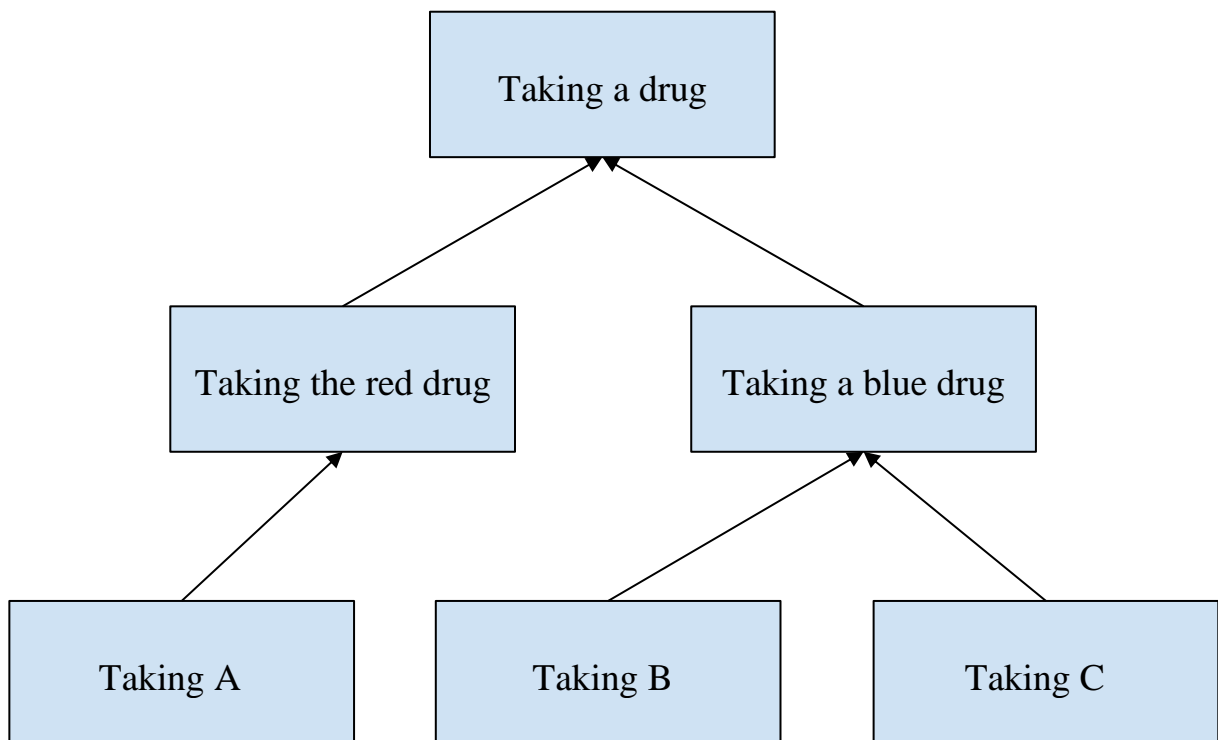 Taking a drug
Taking the red drug
Taking a blue drug
Taking A
Taking B
Taking C